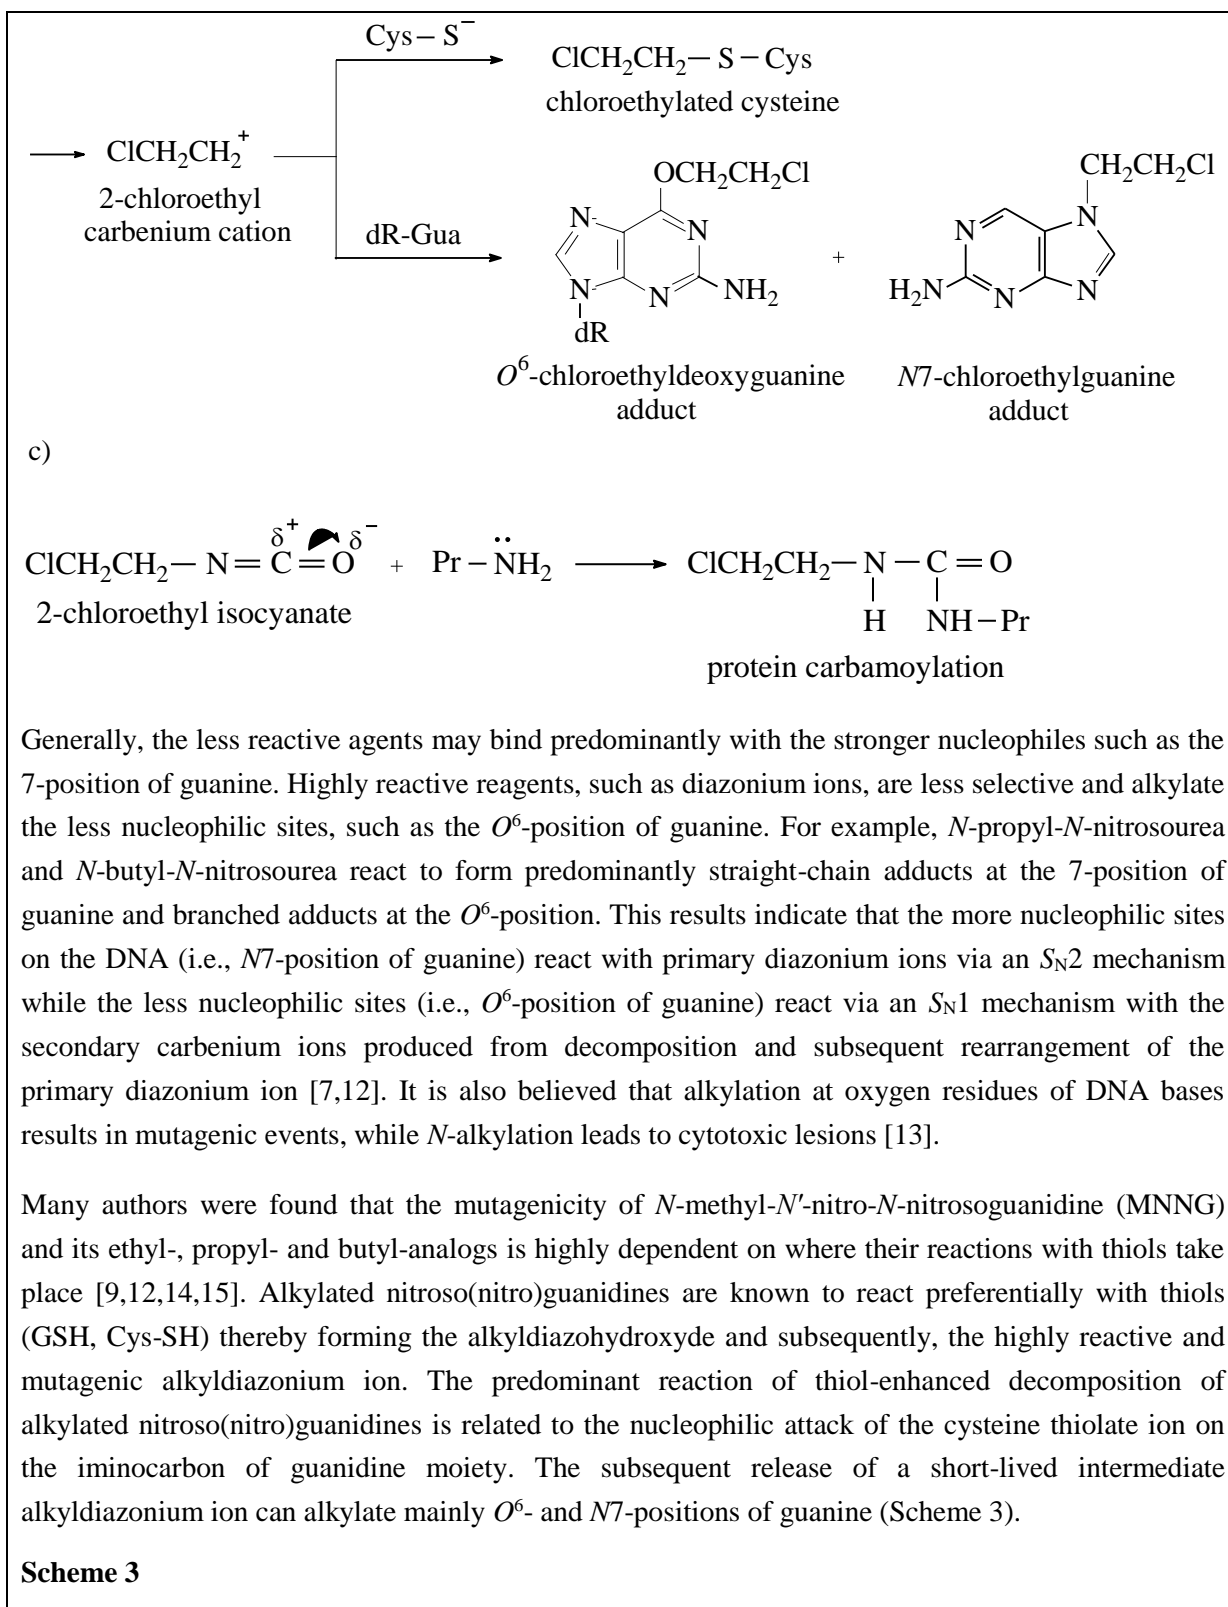 Cys – S⁻
ClCH₂CH₂ – S – Cys
chloroethylated cysteine
ClCH₂CH₂⁺
2-chloroethyl
carbenium cation
dR-Gua
OCH₂CH₂Cl
N
N
N
N
NH₂
dR
+
CH₂CH₂Cl
N
N
H₂N
N
N
O⁶-chloroethyldeoxyguanine
adduct
N7-chloroethylguanine
adduct
c)
δ⁺ δ⁻
ClCH₂CH₂ – N = C = O + Pr – N̈H₂
2-chloroethyl isocyanate
ClCH₂CH₂ – N – C = O
H NH – Pr
protein carbamoylation
Generally, the less reactive agents may bind predominantly with the stronger nucleophiles such as the
7-position of guanine. Highly reactive reagents, such as diazonium ions, are less selective and alkylate
the less nucleophilic sites, such as the O⁶-position of guanine. For example, N-propyl-N-nitrosourea
and N-butyl-N-nitrosourea react to form predominantly straight-chain adducts at the 7-position of
guanine and branched adducts at the O⁶-position. This results indicate that the more nucleophilic sites
on the DNA (i.e., N7-position of guanine) react with primary diazonium ions via an SN2 mechanism
while the less nucleophilic sites (i.e., O⁶-position of guanine) react via an SN1 mechanism with the
secondary carbenium ions produced from decomposition and subsequent rearrangement of the
primary diazonium ion [7,12]. It is also believed that alkylation at oxygen residues of DNA bases
results in mutagenic events, while N-alkylation leads to cytotoxic lesions [13].
Many authors were found that the mutagenicity of N-methyl-N′-nitro-N-nitrosoguanidine (MNNG)
and its ethyl-, propyl- and butyl-analogs is highly dependent on where their reactions with thiols take
place [9,12,14,15]. Alkylated nitroso(nitro)guanidines are known to react preferentially with thiols
(GSH, Cys-SH) thereby forming the alkyldiazohydroxyde and subsequently, the highly reactive and
mutagenic alkyldiazonium ion. The predominant reaction of thiol-enhanced decomposition of
alkylated nitroso(nitro)guanidines is related to the nucleophilic attack of the cysteine thiolate ion on
the iminocarbon of guanidine moiety. The subsequent release of a short-lived intermediate
alkyldiazonium ion can alkylate mainly O⁶- and N7-positions of guanine (Scheme 3).
Scheme 3